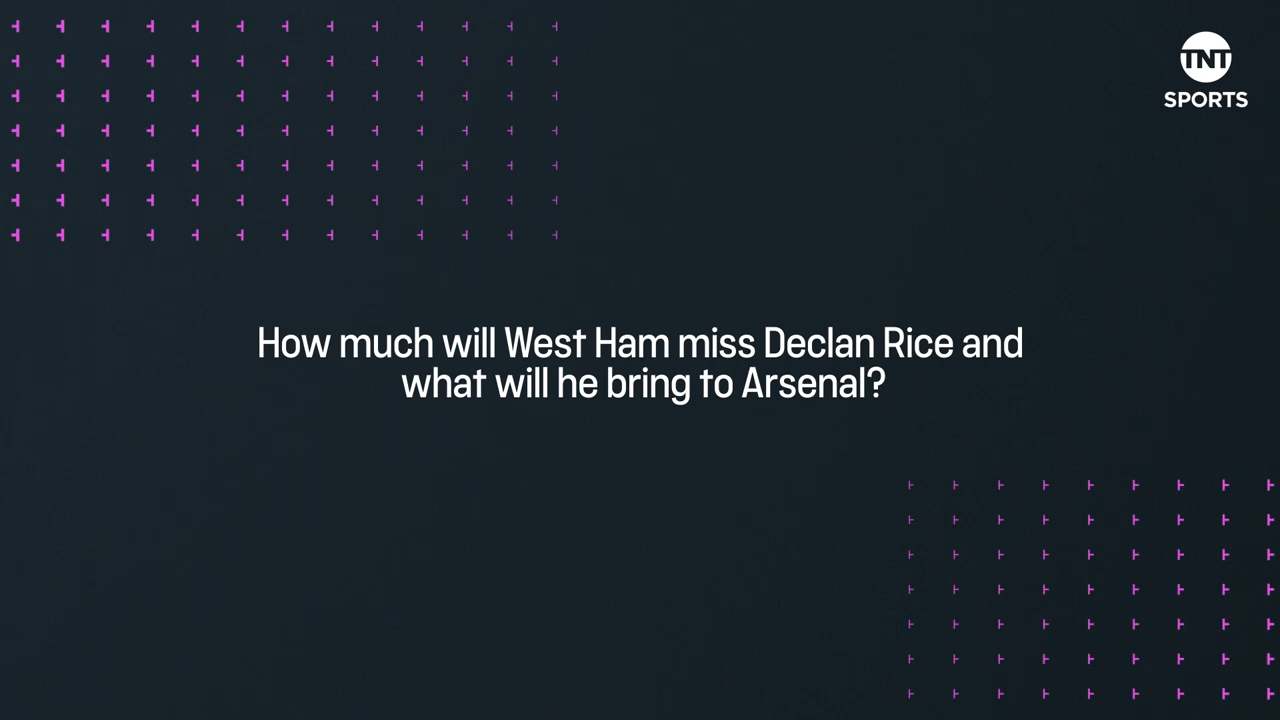 TNT
SPORTS
How much will West Ham miss Declan Rice and
what will he bring to Arsenal?